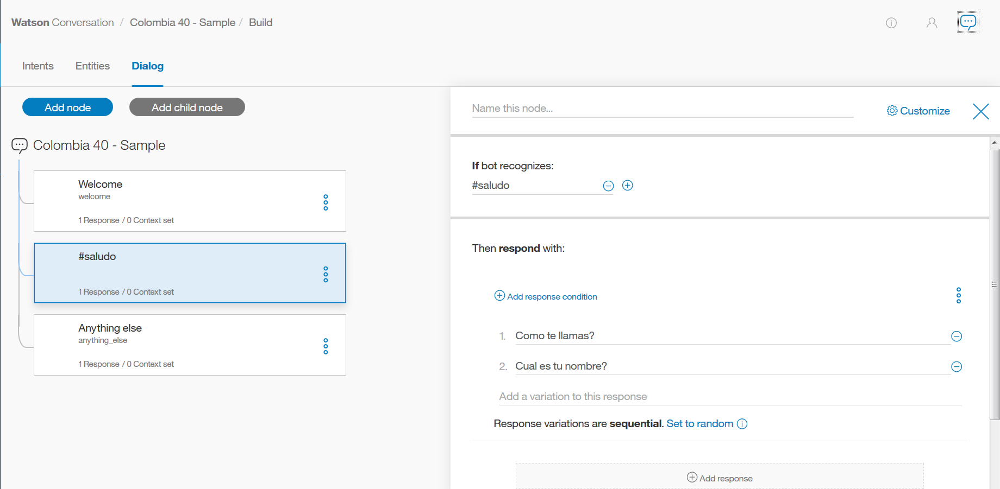 Watson Conversation / Colombia 40 - Sample / Build
Intents Entities Dialog
Add node Add child node
Colombia 40 - Sample
Welcome
welcome
1 Response / 0 Context set
#saludo
1 Response / 0 Context set
Anything else
anything_else
1 Response / 0 Context set
Name this node...
Customize
If bot recognizes:
#saludo
Then respond with:
Add response condition
1. Como te llamas?
2. Cual es tu nombre?
Add a variation to this response
Response variations are sequential. Set to random
Add response